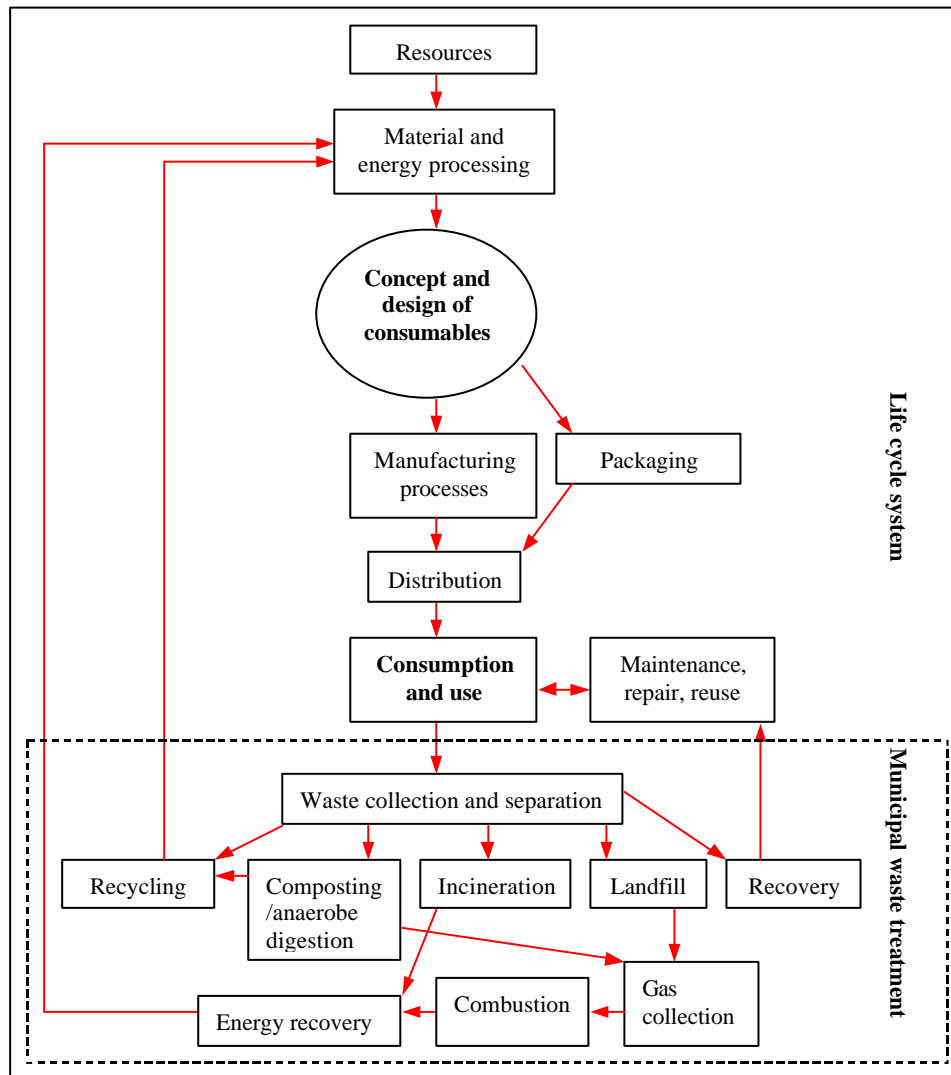 Resources
Material and
energy processing
Concept and
design of
consumables
Manufacturing
processes
Packaging
Distribution
Consumption
and use
Maintenance,
repair, reuse
Life cycle system
Waste collection and separation
Recycling
Composting
/anaerobe
digestion
Incineration
Landfill
Recovery
Energy recovery
Combustion
Gas
collection
Municipal waste treatment